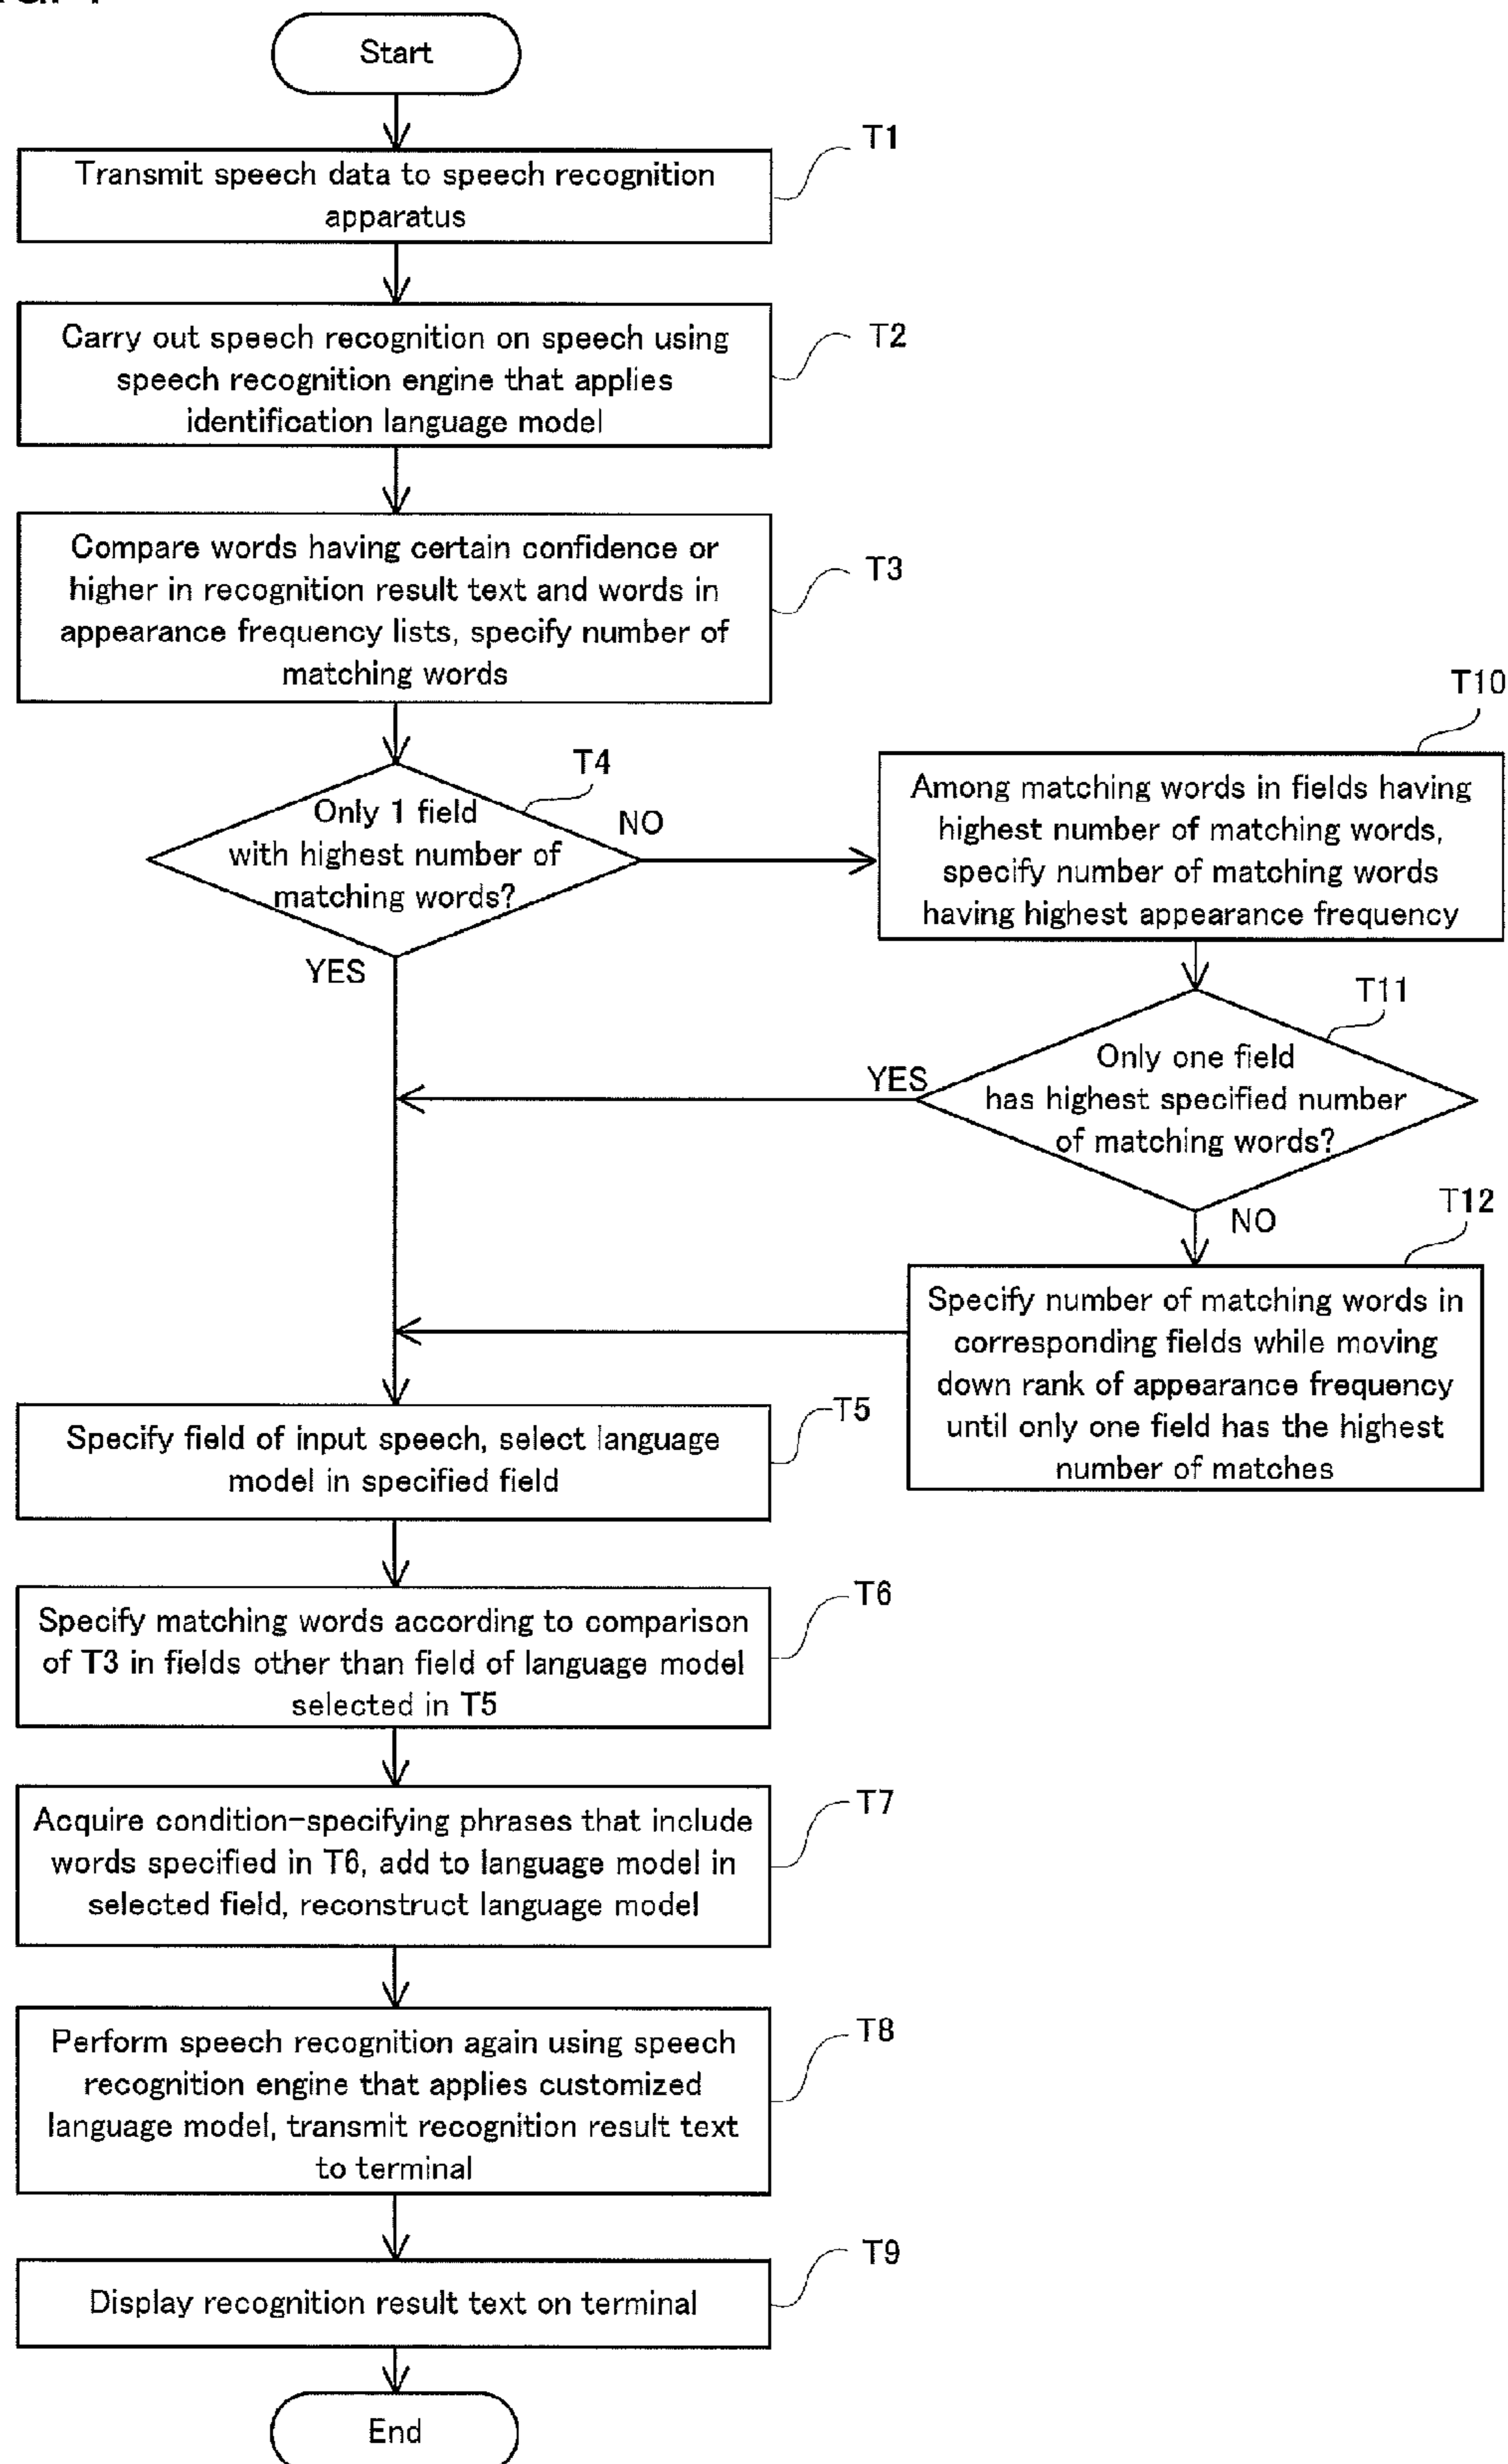 Start
T1
Transmit speech data to speech recognition
apparatus
T2
Carry out speech recognition on speech using
speech recognition engine that applies
identification language model
T3
Compare words having certain confidence or
higher in recognition result text and words in
appearance frequency lists, specify number of
matching words
T4
Only 1 field
with highest number of
matching words?
NO
YES
T10
Among matching words in fields having
highest number of matching words,
specify number of matching words
having highest appearance frequency
T11
Only one field
has highest specified number
of matching words?
YES
NO
T12
Specify number of matching words in
corresponding fields while moving
down rank of appearance frequency
until only one field has the highest
number of matches
T5
Specify field of input speech, select language
model in specified field
T6
Specify matching words according to comparison
of T3 in fields other than field of language model
selected in T5
T7
Acquire condition-specifying phrases that include
words specified in T6, add to language model in
selected field, reconstruct language model
T8
Perform speech recognition again using speech
recognition engine that applies customized
language model, transmit recognition result text
to terminal
T9
Display recognition result text on terminal
End